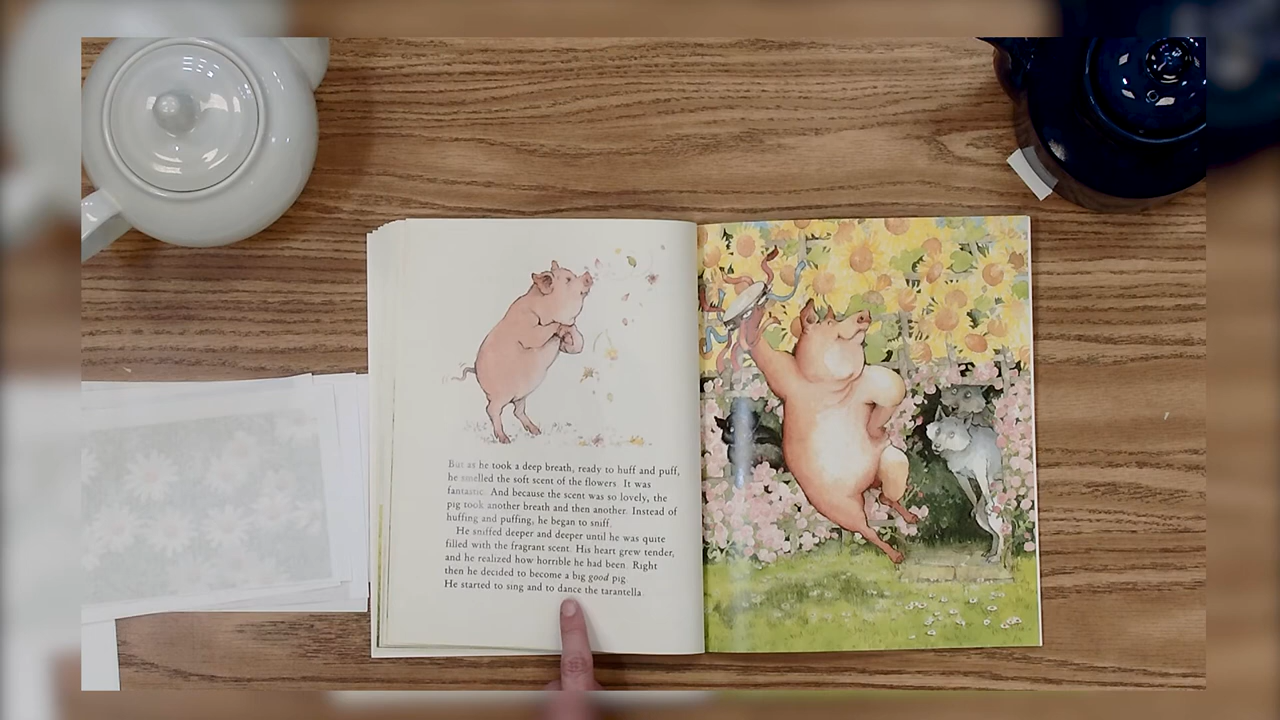 But as he took a deep breath, ready to huff and puff,
he smelled the soft scent of the flowers. It was
fantastic. And because the scent was so lovely, the
pig took another breath and then another. Instead of
huffing and puffing, he began to sniff.
He sniffed deeper and deeper until he was quite
filled with the fragrant scent. His heart grew tender,
and he realized how horrible he had been. Right
then he decided to become a big good pig.
He started to sing and to dance the tarantella.